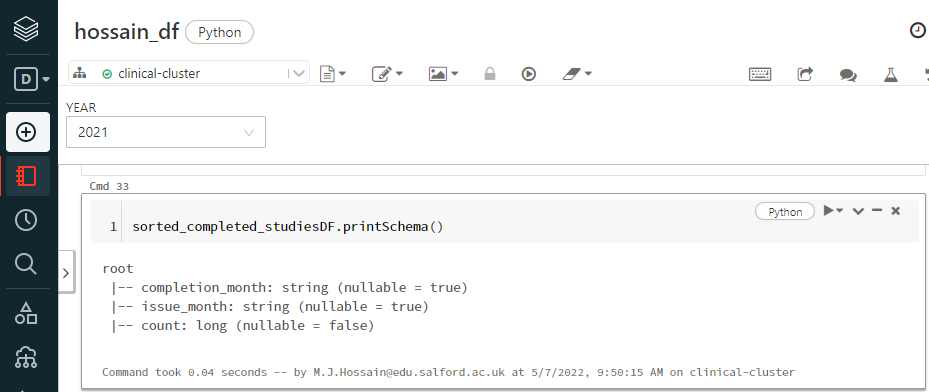 hossain_df Python
D
clinical-cluster
YEAR
2021
Cmd 33
Python
1 sorted_completed_studiesDF.printSchema()
root
|-- completion_month: string (nullable = true)
|-- issue_month: string (nullable = true)
|-- count: long (nullable = false)
Command took 0.04 seconds -- by M.J.Hossain@edu.salford.ac.uk at 5/7/2022, 9:50:15 AM on clinical-cluster